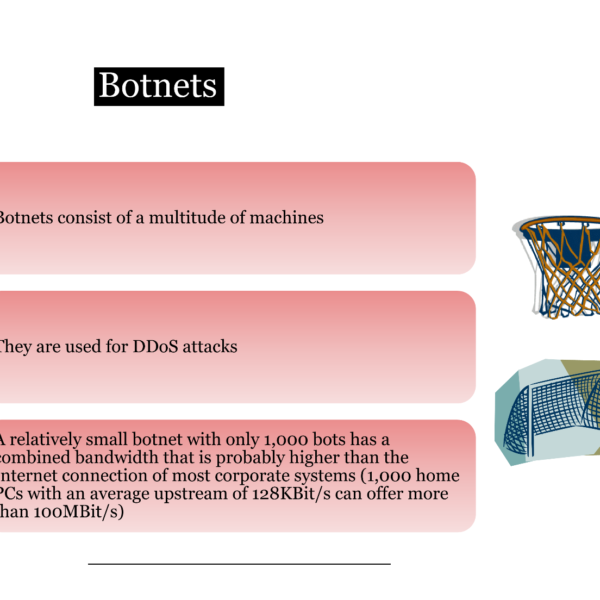 Botnets
Botnets consist of a multitude of machines
They are used for DDoS attacks
A relatively small botnet with only 1,000 bots has a
combined bandwidth that is probably higher than the
internet connection of most corporate systems (1,000 home
PCs with an average upstream of 128KBit/s can offer more
than 100MBit/s)